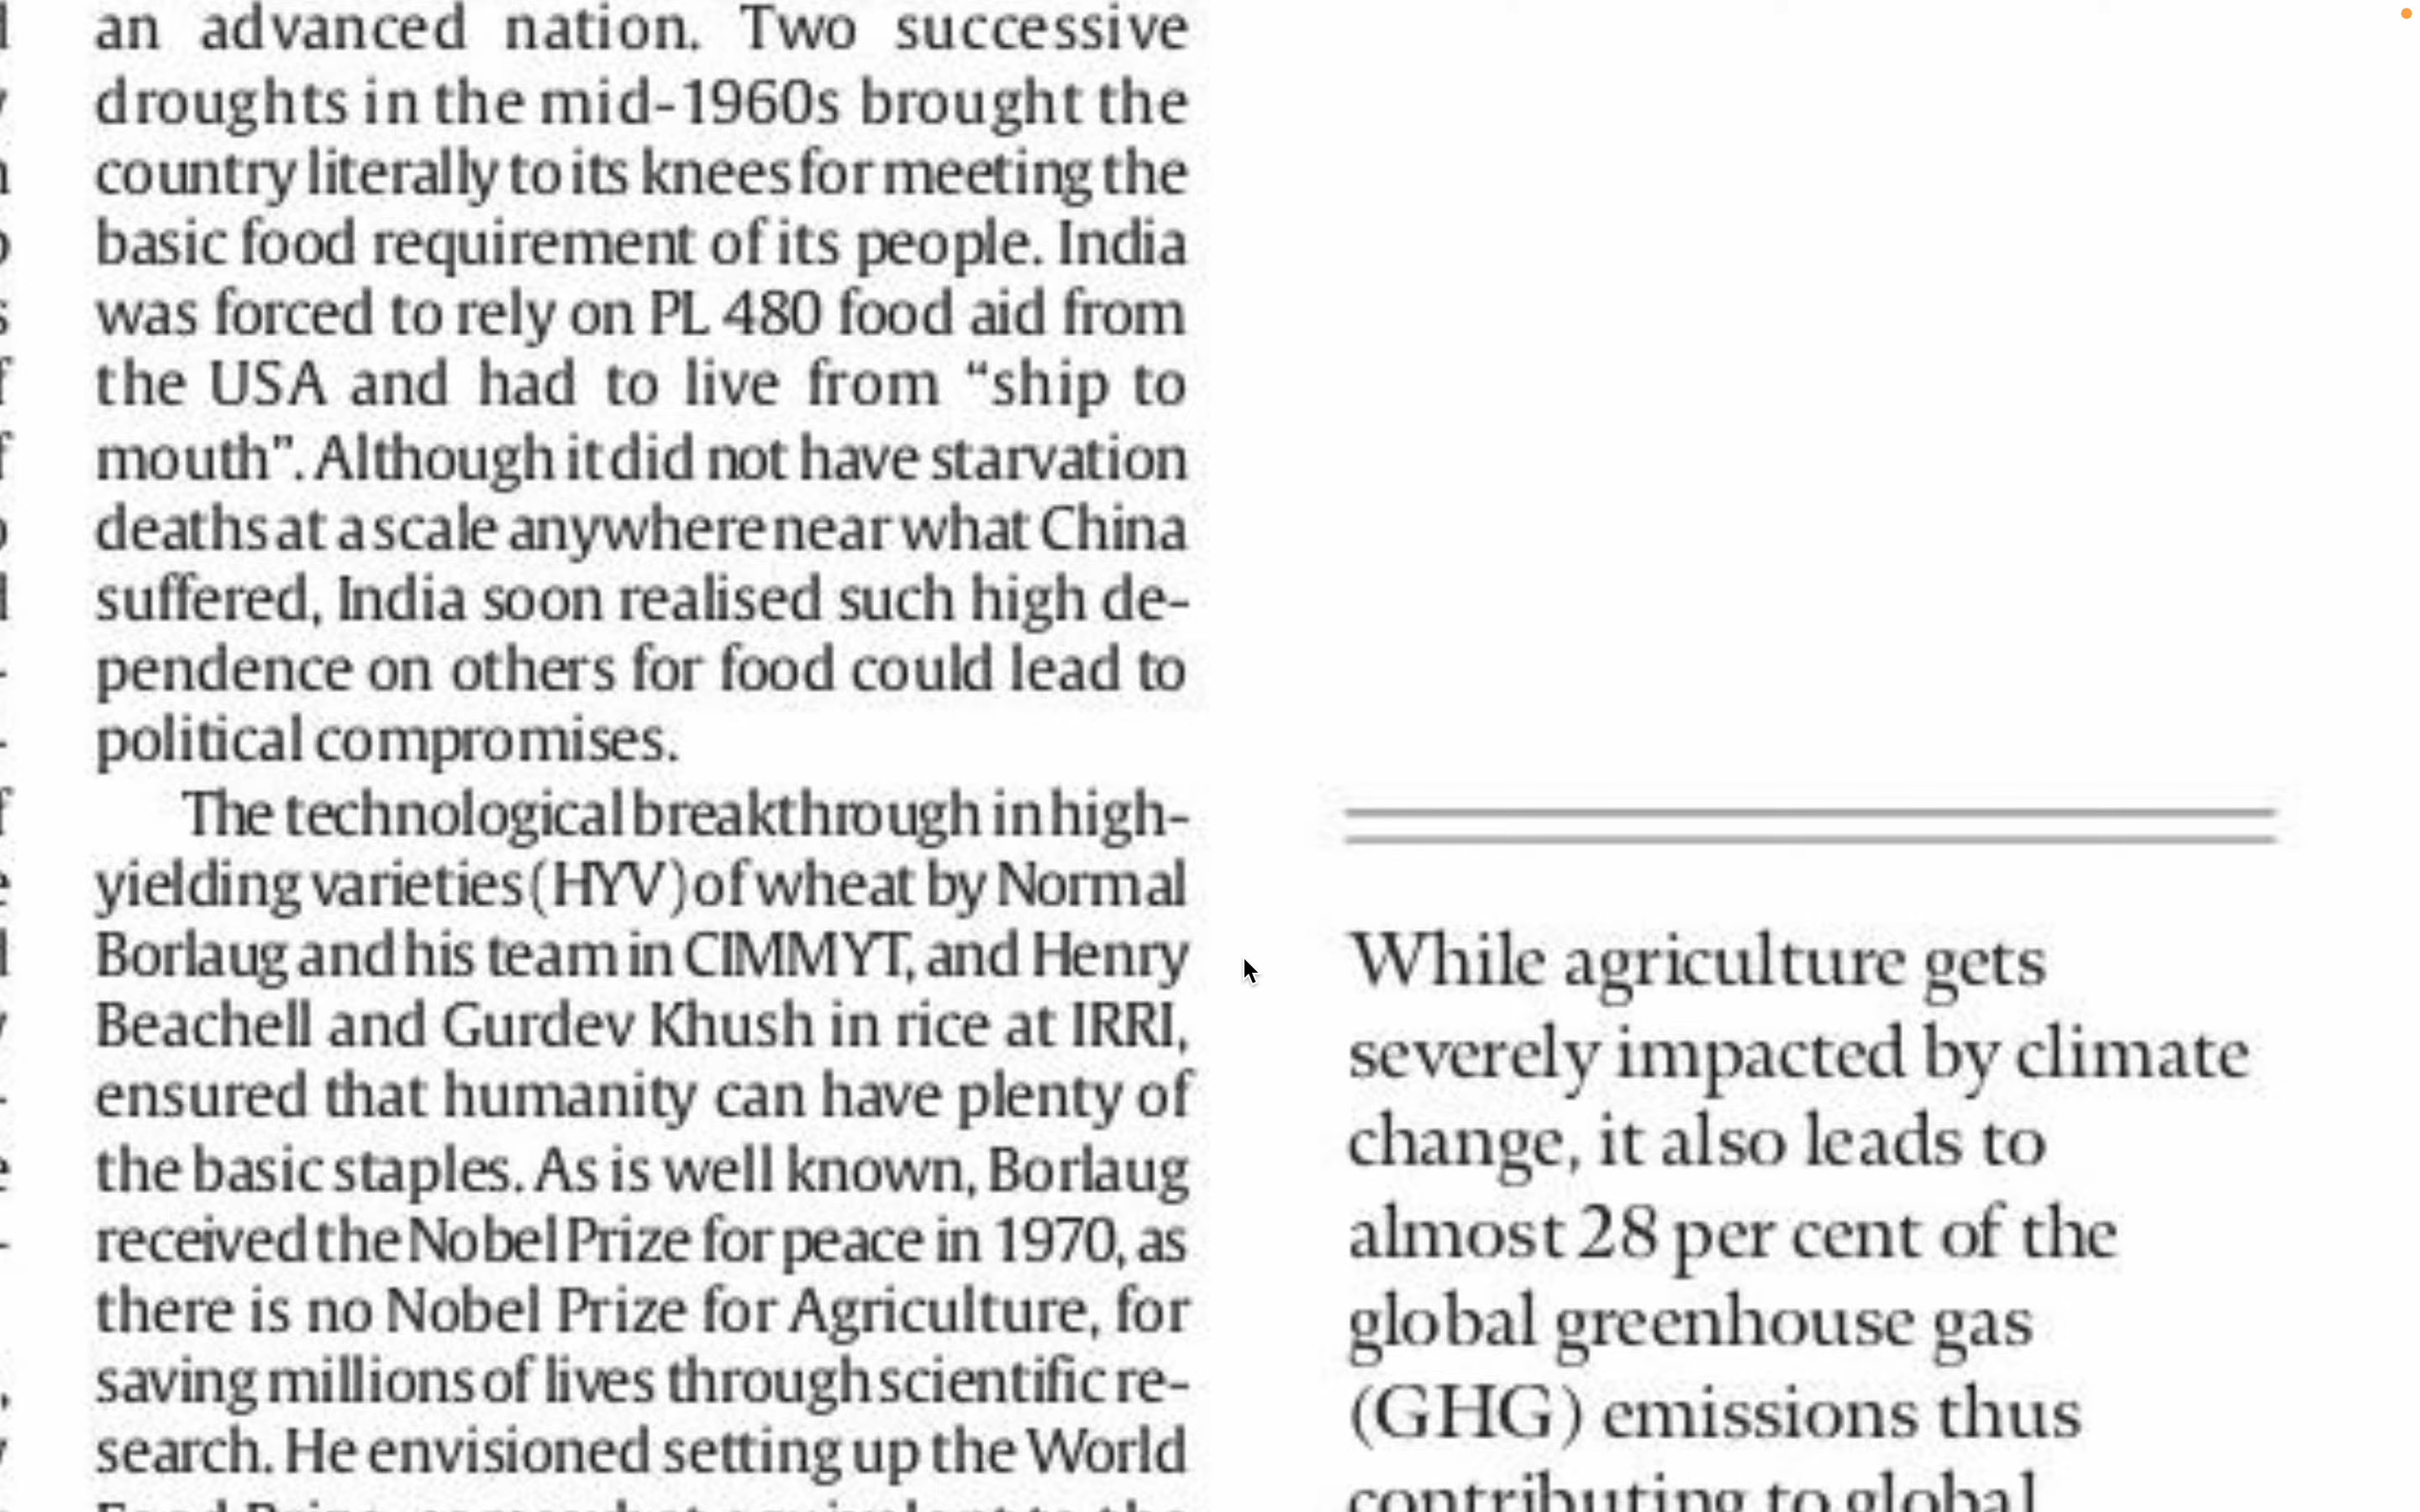 an advanced nation. Two successive
droughts in the mid-1960s brought the
country literally to its knees for meeting the
basic food requirement of its people. India
was forced to rely on PL 480 food aid from
the USA and had to live from “ship to
mouth”. Although it did not have starvation
deaths at a scale anywhere near what China
suffered, India soon realised such high de-
pendence on others for food could lead to
political compromises.
The technological breakthrough in high-
yielding varieties (HYV) of wheat by Normal
Borlaug and his team in CIMMYT, and Henry
Beachell and Gurdev Khush in rice at IRRI,
ensured that humanity can have plenty of
the basic staples. As is well known, Borlaug
received the Nobel Prize for peace in 1970, as
there is no Nobel Prize for Agriculture, for
saving millions of lives through scientific re-
search. He envisioned setting up the World
While agriculture gets
severely impacted by climate
change, it also leads to
almost 28 per cent of the
global greenhouse gas
(GHG) emissions thus
contributing to global